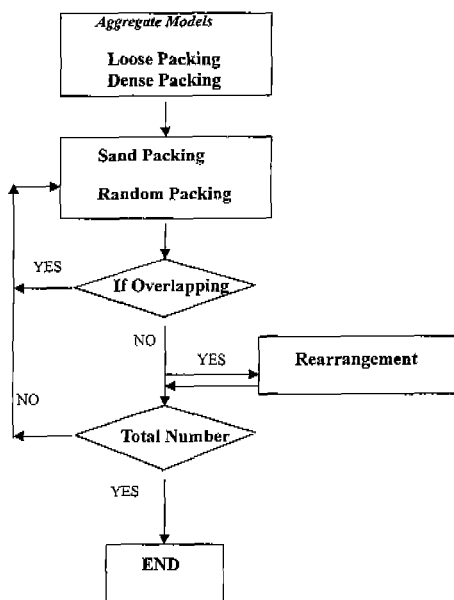 Aggregate Models
Loose Packing
Dense Packing
Sand Packing
Random Packing
YES
If Overlapping
NO
YES
Rearrangement
NO
Total Number
YES
END